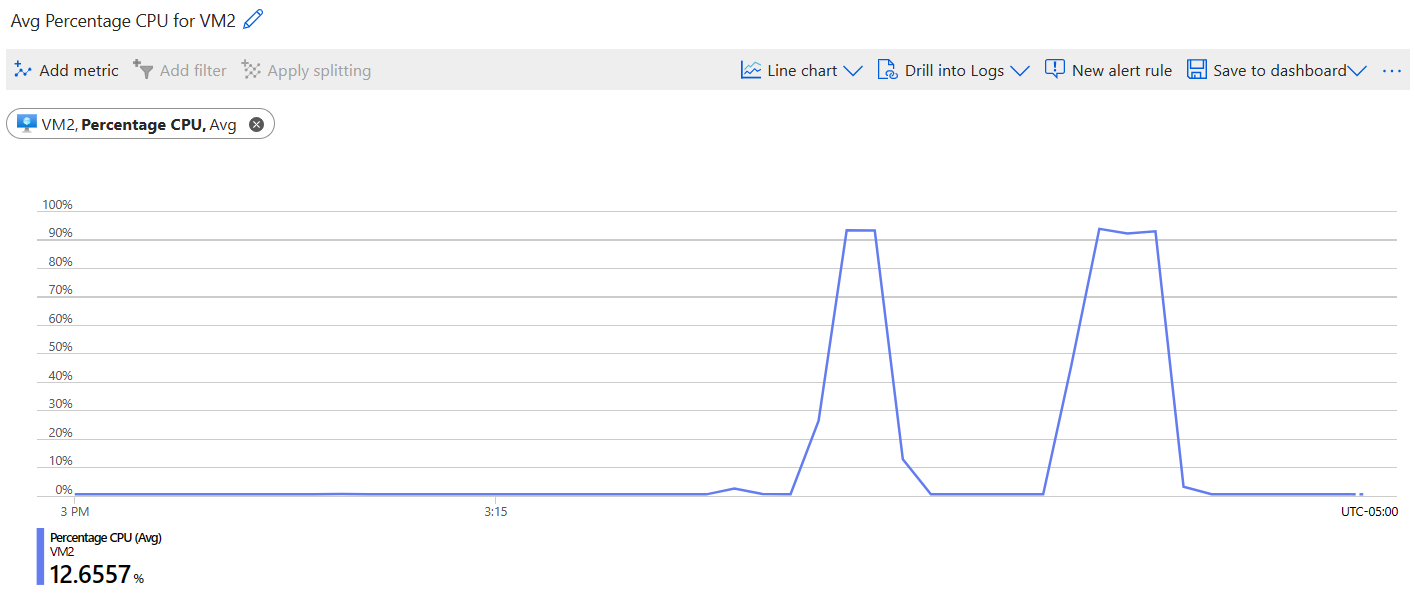 Avg Percentage CPU for VM2
Add metric Add filter Apply splitting Line chart Drill into Logs New alert rule Save to dashboard ...
VM2, Percentage CPU, Avg
100%
90%
80%
70%
60%
50%
40%
30%
20%
10%
0%
3 PM 3:15 UTC-05:00
Percentage CPU (Avg)
VM2
12.6557 %